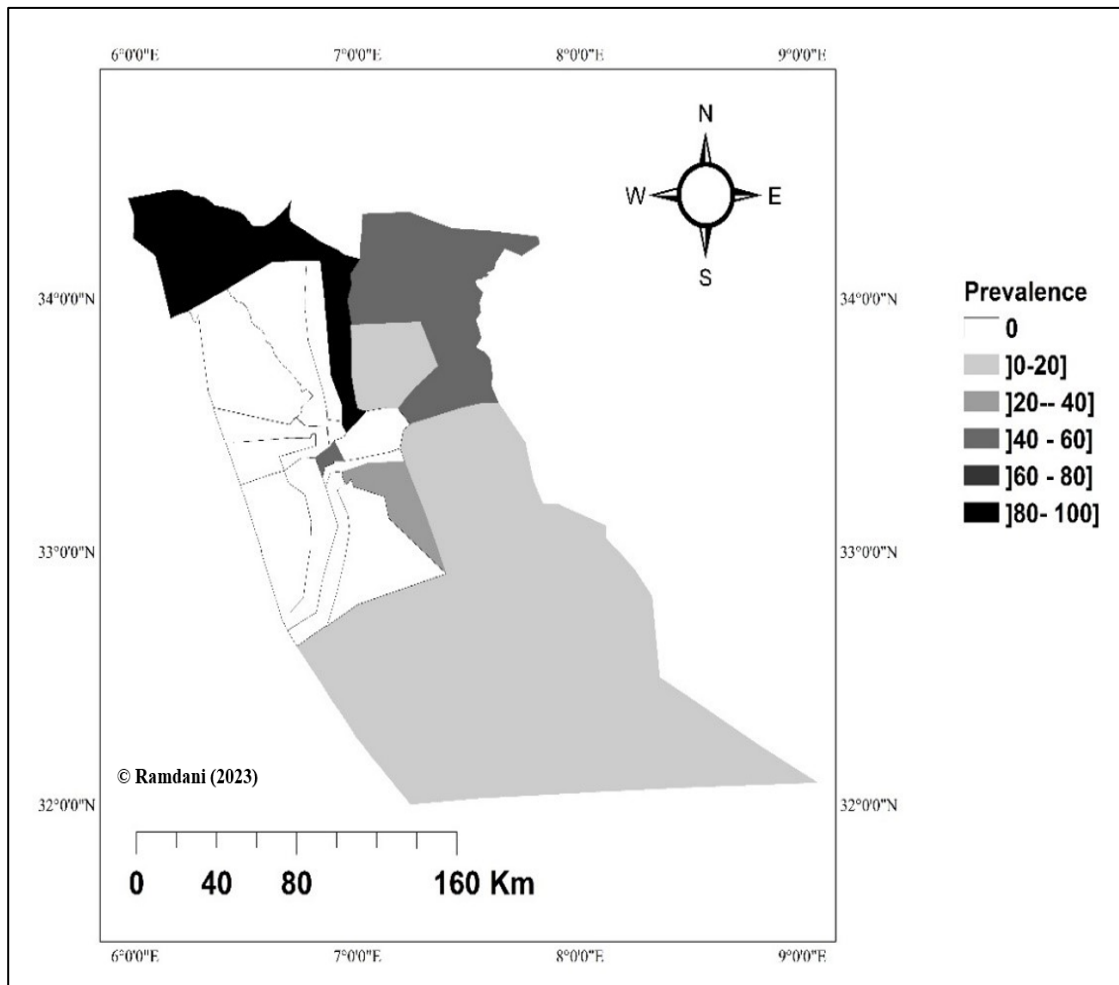 6°0'0"E 7°0'0"E 8°0'0"E 9°0'0"E
N
W E
S
34°0'0"N 34°0'0"N
Prevalence
0
]0-20]
]20-- 40]
]40 - 60]
]60 - 80]
]80- 100]
33°0'0"N 33°0'0"N
© Ramdani (2023)
32°0'0"N 32°0'0"N
0 40 80 160 Km
6°0'0"E 7°0'0"E 8°0'0"E 9°0'0"E